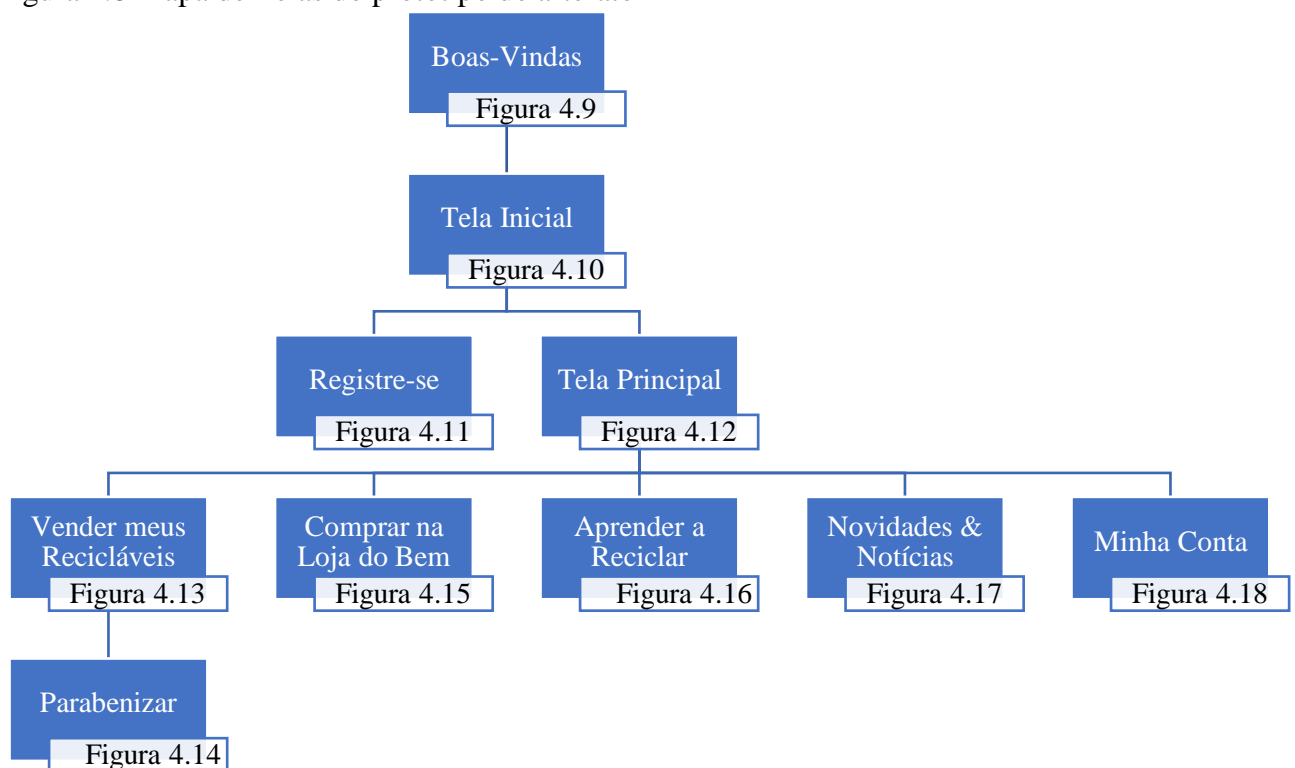 Boas-Vindas
Figura 4.9
Tela Inicial
Figura 4.10
Registre-se
Figura 4.11
Tela Principal
Figura 4.12
Vender meus
Recicláveis
Figura 4.13
Comprar na
Loja do Bem
Figura 4.15
Aprender a
Reciclar
Figura 4.16
Novidades &
Notícias
Figura 4.17
Minha Conta
Figura 4.18
Parabenizar
Figura 4.14